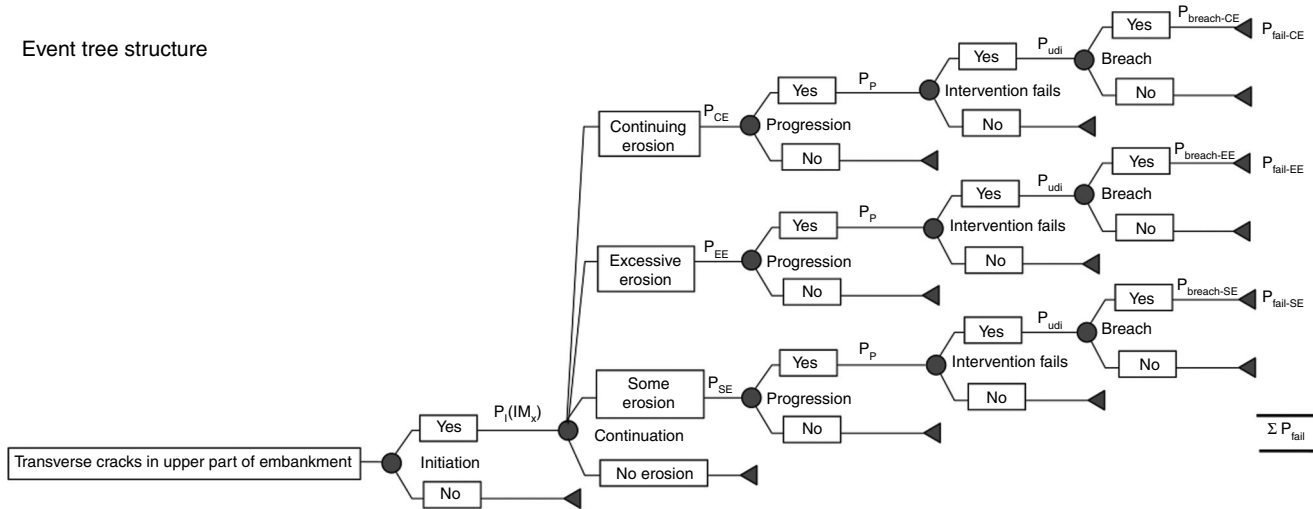 Event tree structure
Yes P_breach-CE P_fail-CE
Yes P_udi Breach
Yes P_P Intervention fails No
Continuing erosion P_CE Progression No
No
Yes P_breach-EE P_fail-EE
Yes P_udi Breach
Yes P_P Intervention fails No
Excessive erosion P_EE Progression No
No
Yes P_breach-SE P_fail-SE
Yes P_udi Breach
Yes P_P Intervention fails No
Some erosion P_SE Progression No
No
Yes P_I(IM_x) Continuation
Σ P_fail
Transverse cracks in upper part of embankment Initiation No erosion
No